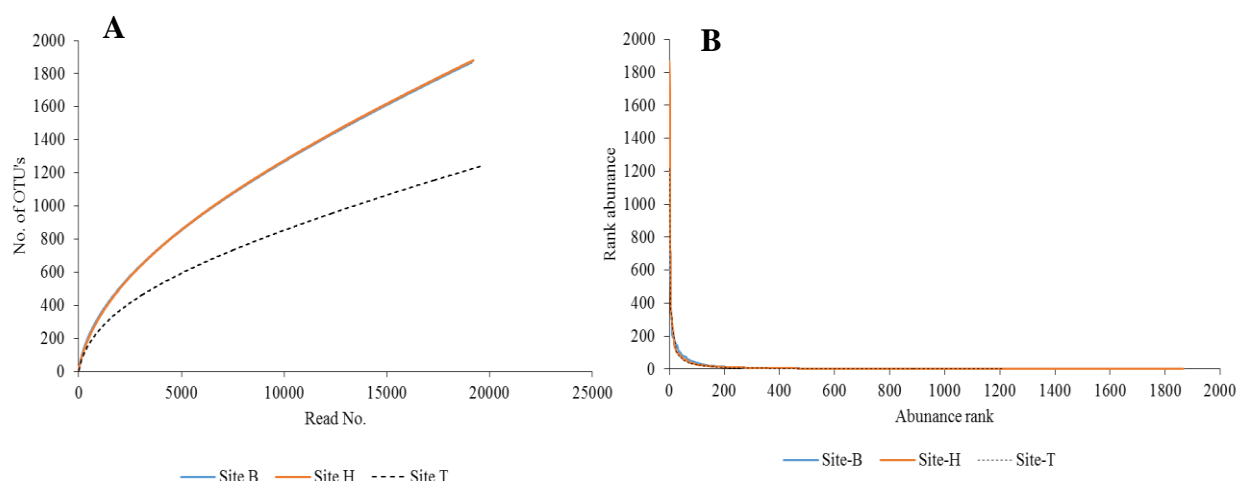 A
2000
1800
1600
1400
1200
1000
800
600
400
200
0
No. of OTU's
0 5000 10000 15000 20000 25000
Read No.
Site B Site H Site T
B
2000
1800
1600
1400
1200
1000
800
600
400
200
0
Rank abunance
0 200 400 600 800 1000 1200 1400 1600 1800 2000
Abunance rank
Site-B Site-H Site-T